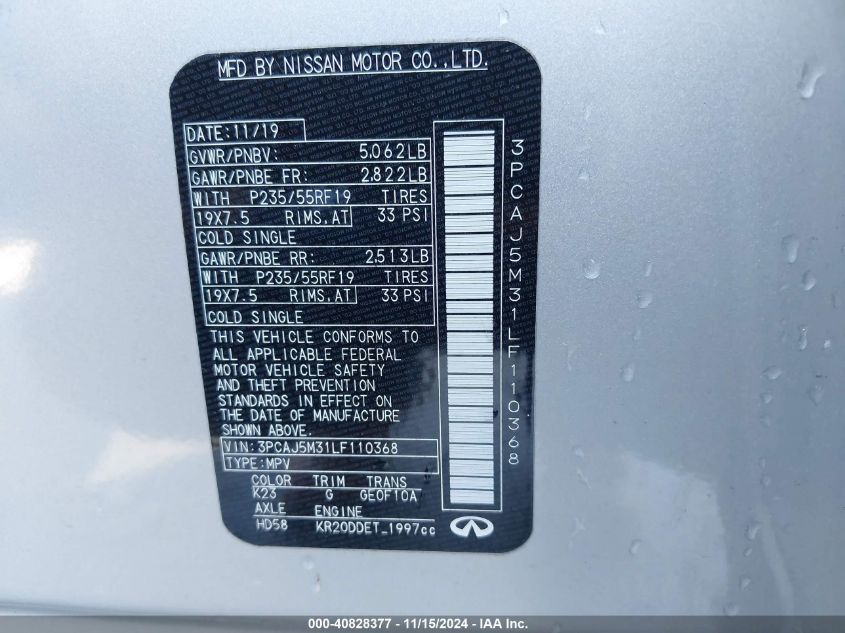 MFD BY NISSAN MOTOR CO.,LTD.
DATE:11/19
GVWR/PNBV: 5.062LB
GAWR/PNBE FR: 2.822LB
WITH P235/55RF19 TIRES
19X7.5 RIMS.AT 33 PSI
COLD SINGLE
GAWR/PNBE RR: 2.513LB
WITH P235/55RF19 TIRES
19X7.5 RIMS.AT 33 PSI
COLD SINGLE
THIS VEHICLE CONFORMS TO
ALL APPLICABLE FEDERAL
MOTOR VEHICLE SAFETY
AND THEFT PREVENTION
STANDARDS IN EFFECT ON
THE DATE OF MANUFACTURE
SHOWN ABOVE.
VIN:3PCAJ5M31LF110368
TYPE:MPV
COLOR TRIM TRANS
K23 G GE0F10A
AXLE ENGINE
HD58 KR20DDET_1997cc
3PCAJ5M31LF110368
000-40828377 - 11/15/2024 - IAA Inc.